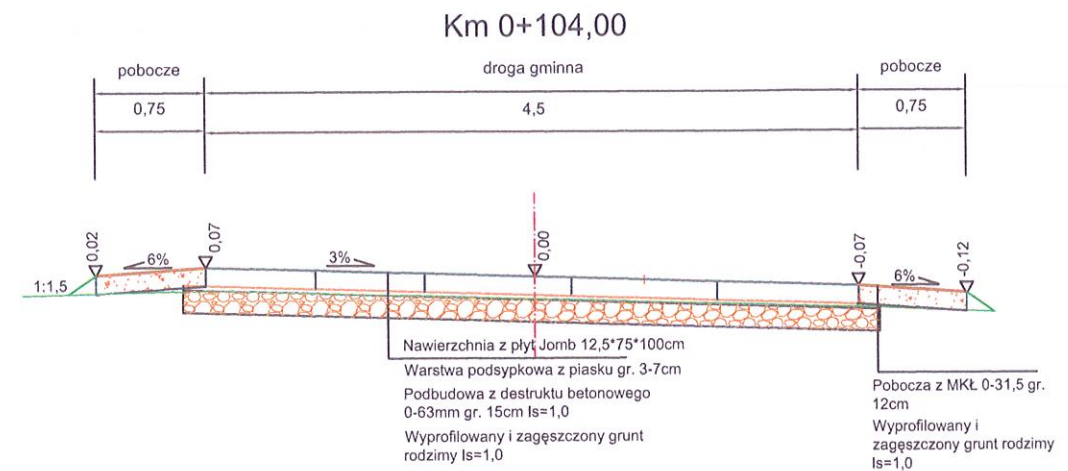 Km 0+104,00
pobocze
droga gminna
pobocze
0,75
4,5
0,75
0,02
6%
0,07
3%
0,00
-0,07
6%
-0,12
1:1,5
Nawierzchnia z płyt Jomb 12,5*75*100cm
Warstwa podsypkowa z piasku gr. 3-7cm
Podbudowa z destruktu betonowego
0-63mm gr. 15cm Is=1,0
Wyprofilowany i zagęszczony grunt
rodzimy Is=1,0
Pobocza z MKŁ 0-31,5 gr.
12cm
Wyprofilowany i
zagęszczony grunt rodzimy
Is=1,0